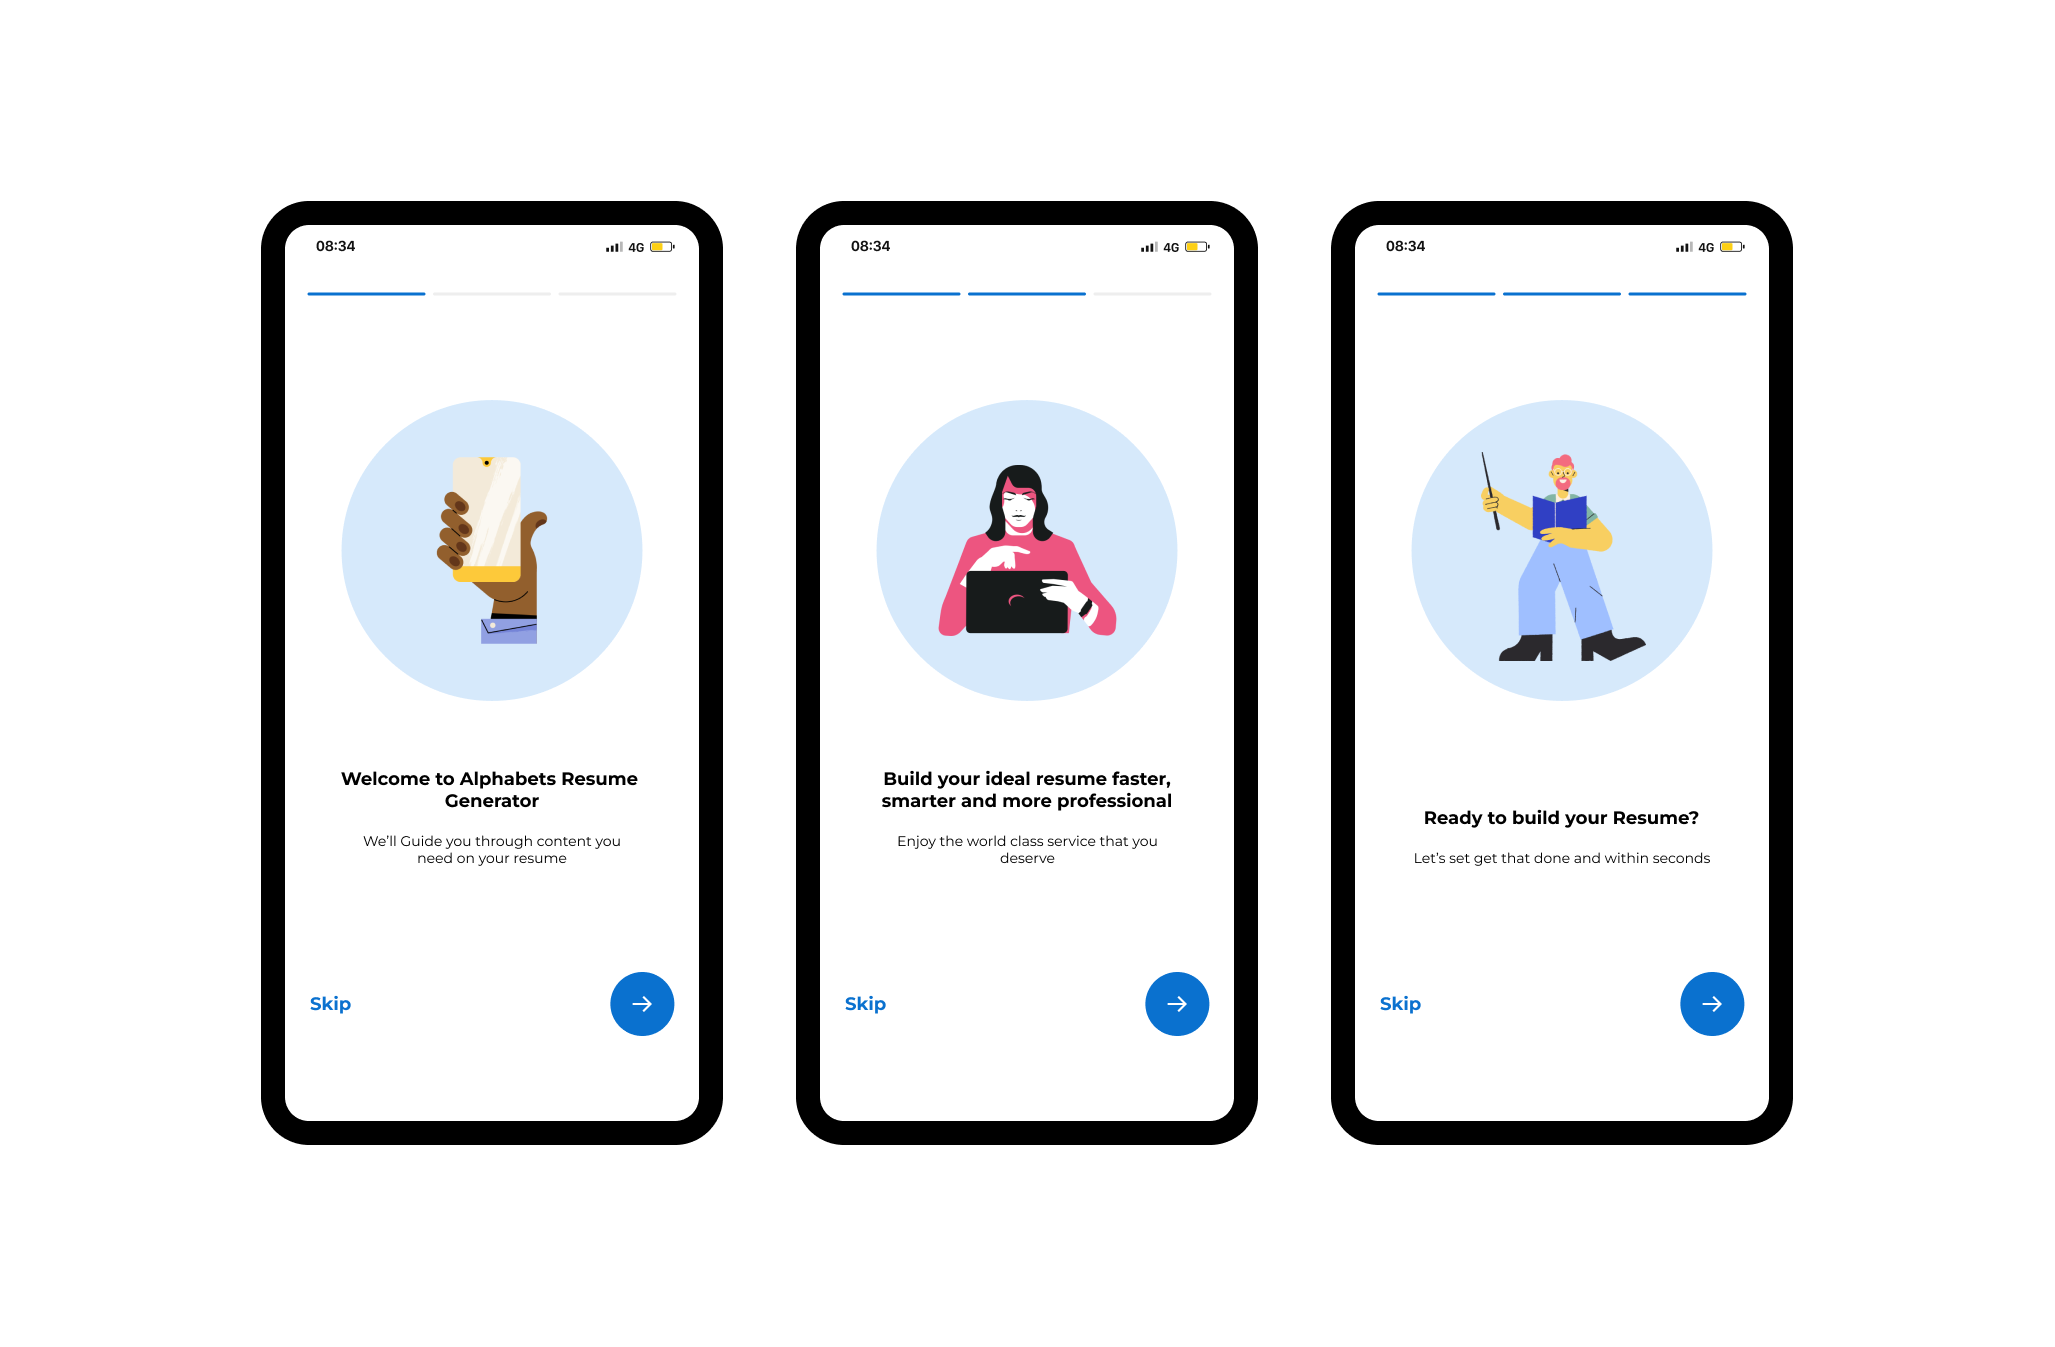 08:34
4G
Welcome to Alphabets Resume
Generator
We'll Guide you through content you
need on your resume
Skip
08:34
4G
Build your ideal resume faster,
smarter and more professional
Enjoy the world class service that you
deserve
Skip
08:34
4G
Ready to build your Resume?
Let's set get that done and within seconds
Skip